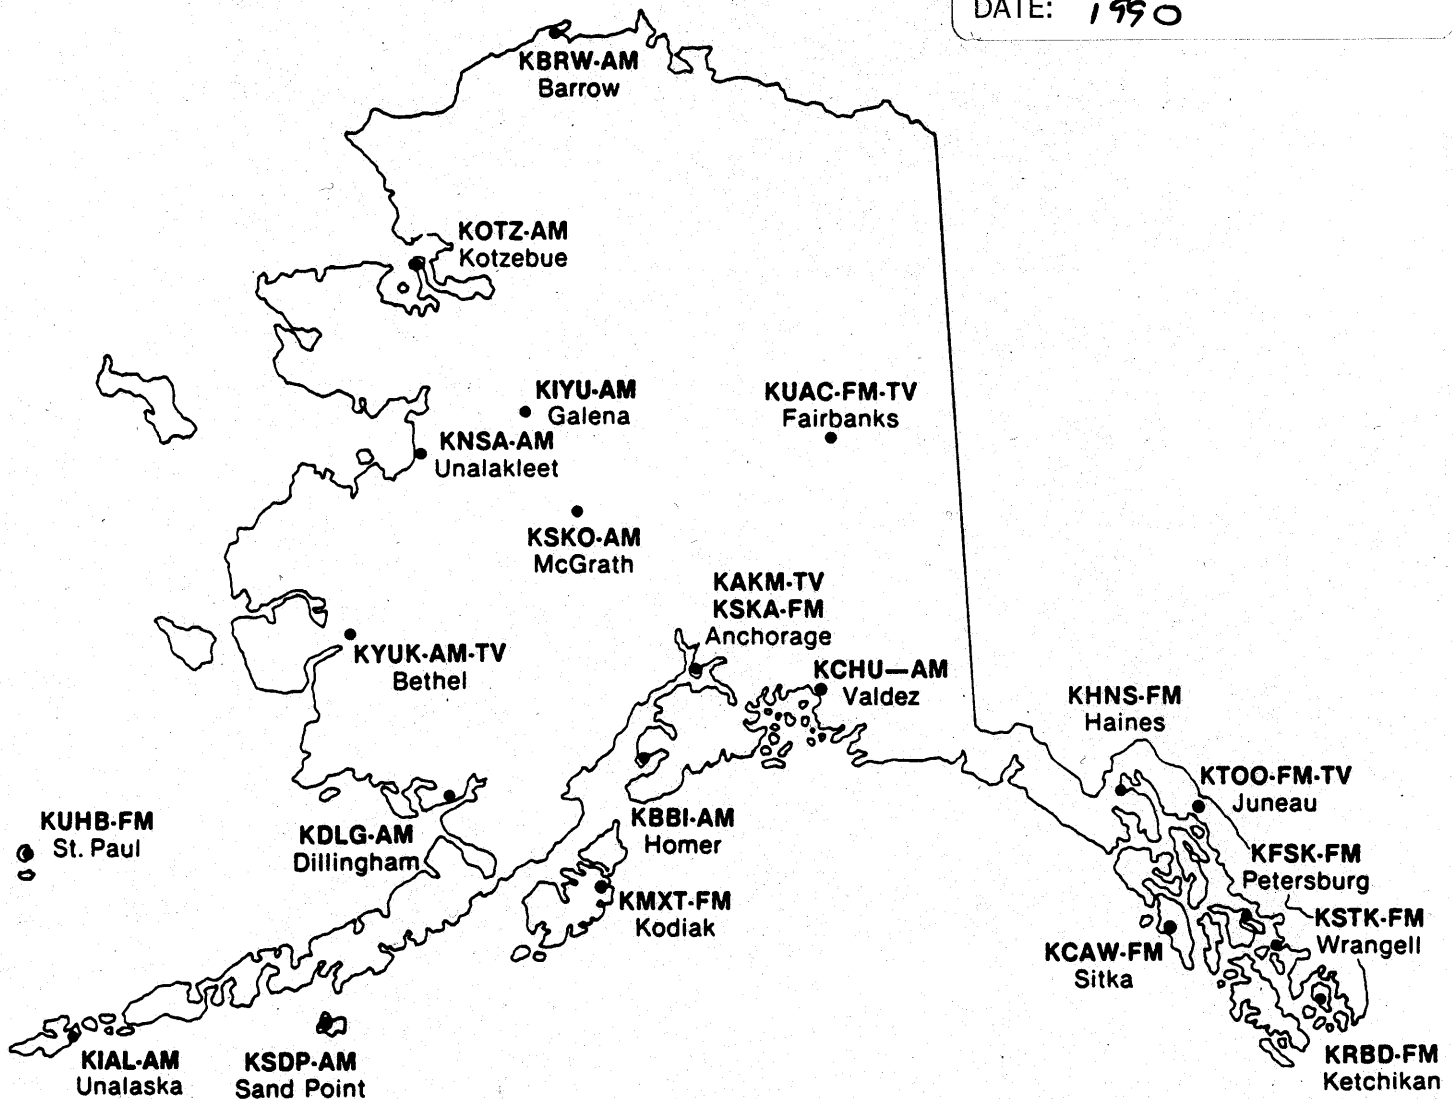 DATE: 1990
KBRW-AM
Barrow
KOTZ-AM
Kotzebue
KIYU-AM
Galena
KUAC-FM-TV
Fairbanks
KNSA-AM
Unalakleet
KSKO-AM
McGrath
KAKM-TV
KSKA-FM
Anchorage
KYUK-AM-TV
Bethel
KCHU—AM
Valdez
KHNS-FM
Haines
KTOO-FM-TV
Juneau
KUHB-FM
St. Paul
KDLG-AM
Dillingham
KBBI-AM
Homer
KFSK-FM
Petersburg
KMXT-FM
Kodiak
KSTK-FM
Wrangell
KCAW-FM
Sitka
KIAL-AM
Unalaska
KSDP-AM
Sand Point
KRBD-FM
Ketchikan